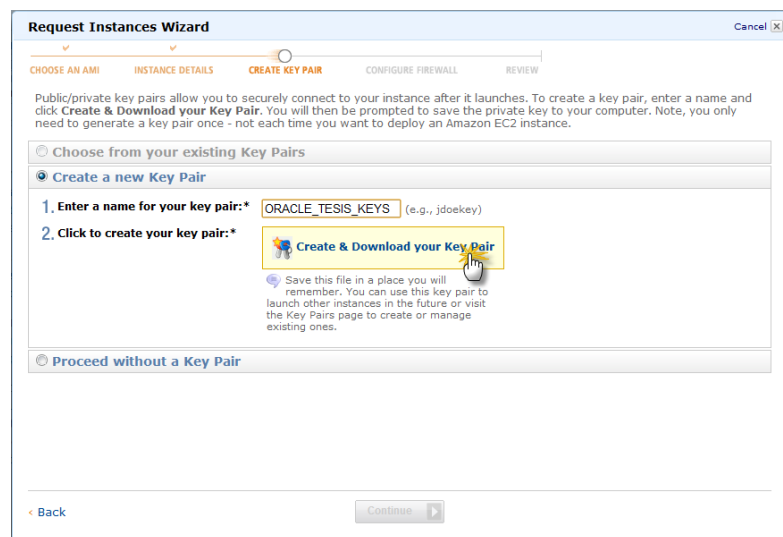 Request Instances Wizard
Cancel X
CHOOSE AN AMI INSTANCE DETAILS CREATE KEY PAIR CONFIGURE FIREWALL REVIEW
Public/private key pairs allow you to securely connect to your instance after it launches. To create a key pair, enter a name and
click Create & Download your Key Pair. You will then be prompted to save the private key to your computer. Note, you only
need to generate a key pair once - not each time you want to deploy an Amazon EC2 instance.
Choose from your existing Key Pairs
Create a new Key Pair
1. Enter a name for your key pair:* ORACLE_TESIS_KEYS (e.g., jdoekey)
2. Click to create your key pair:* Create & Download your Key Pair
Save this file in a place you will
remember. You can use this key pair to
launch other instances in the future or visit
the Key Pairs page to create or manage
existing ones.
Proceed without a Key Pair
< Back
Continue